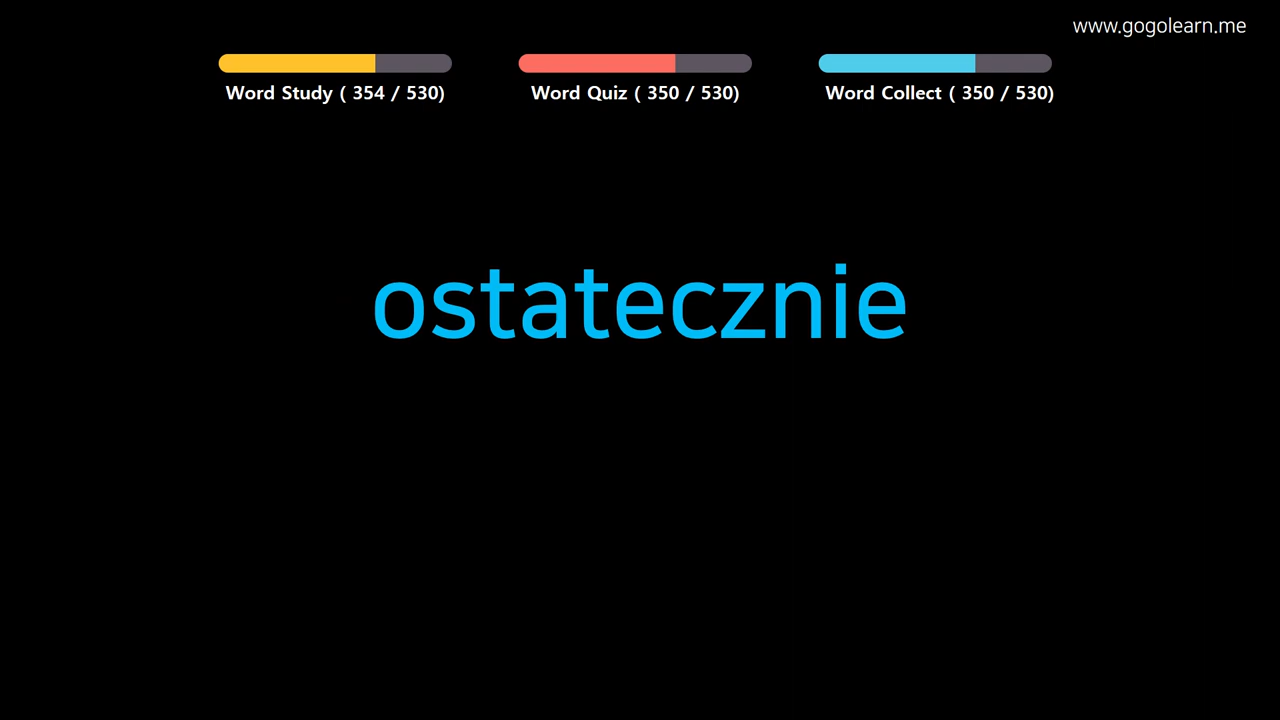 www.gogolearn.me
Word Study ( 354 / 530)
Word Quiz ( 350 / 530)
Word Collect ( 350 / 530)
ostatecznie